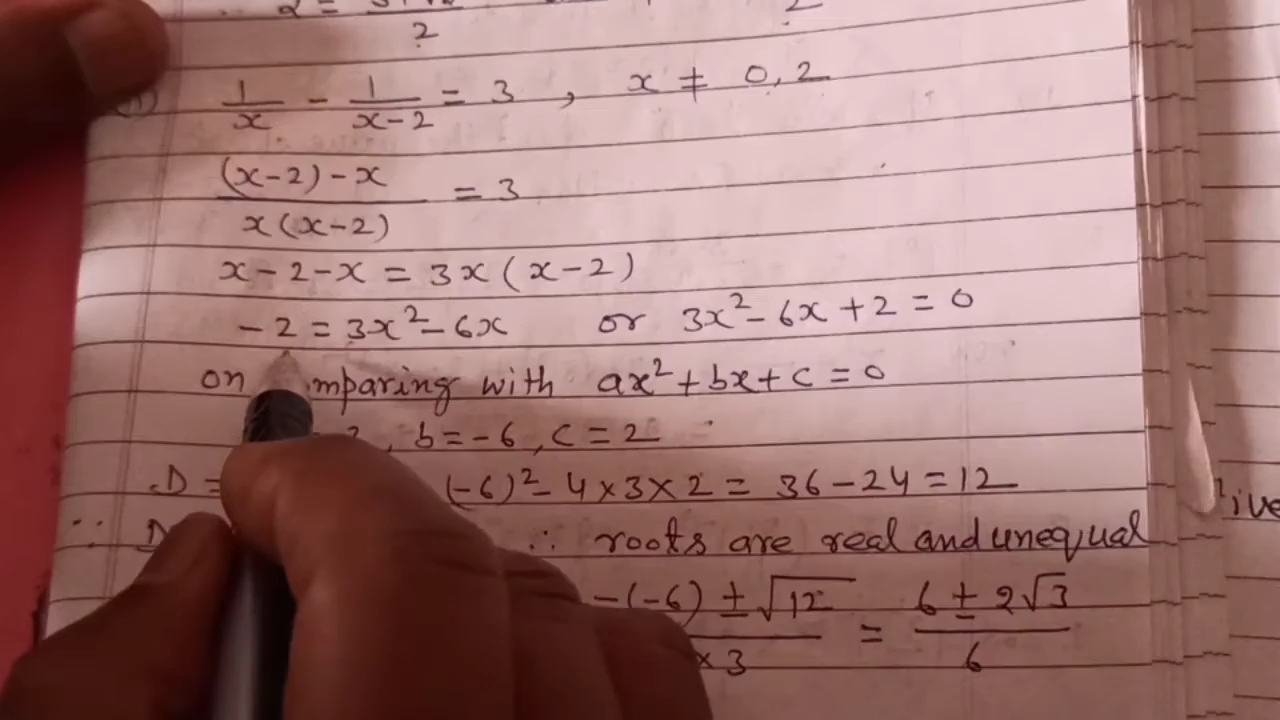 2
1/x - 1/(x-2) = 3 , x ≠ 0, 2
((x-2)-x)/(x(x-2)) = 3
x - 2 - x = 3x(x-2)
-2 = 3x² - 6x or 3x² - 6x + 2 = 0
on mparing with ax² + bx + c = 0
, b = -6 , c = 2
D = (-6)² - 4×3×2 = 36 - 24 = 12
∵ D ∴ roots are real and unequal
-(-6) ± √12 / ×3 = (6 ± 2√3)/6